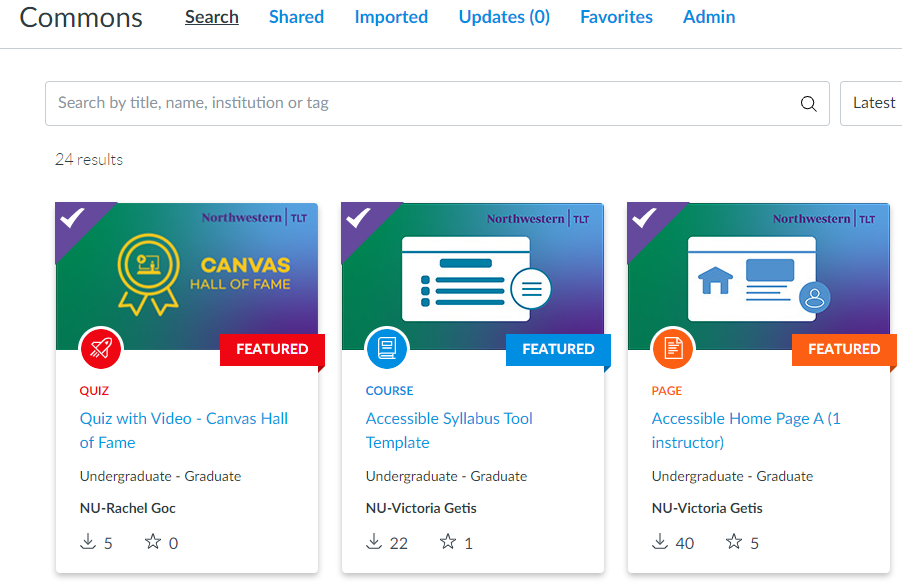 Commons Search Shared Imported Updates (0) Favorites Admin
Search by title, name, institution or tag
Latest
24 results
Northwestern | TLT
CANVAS
HALL OF FAME
FEATURED
QUIZ
Quiz with Video - Canvas Hall
of Fame
Undergraduate - Graduate
NU-Rachel Goc
5 0
Northwestern | TLT
FEATURED
COURSE
Accessible Syllabus Tool
Template
Undergraduate - Graduate
NU-Victoria Getis
22 1
Northwestern | TLT
FEATURED
PAGE
Accessible Home Page A (1
instructor)
Undergraduate - Graduate
NU-Victoria Getis
40 5